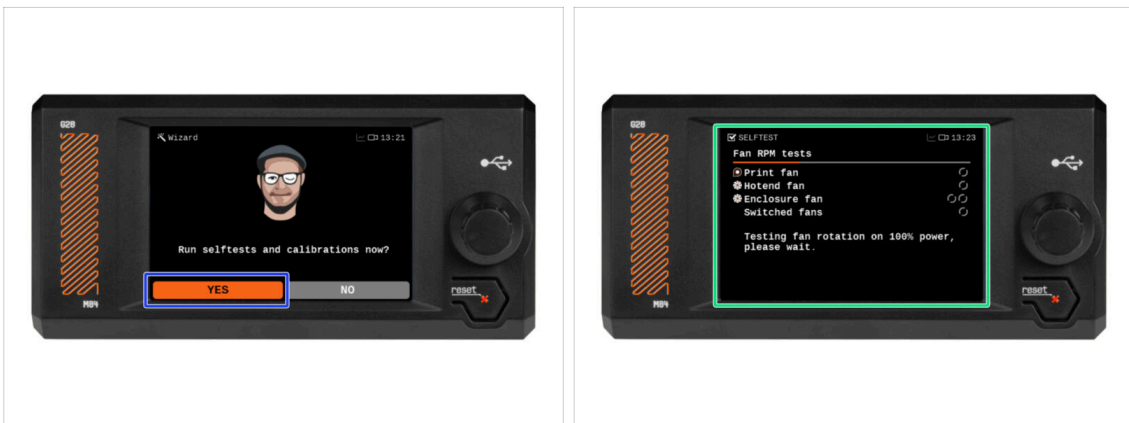 G28
Wizard
13:21
Run selftests and calibrations now?
YES
NO
reset
M84
G28
SELFTEST
13:23
Fan RPM tests
Print fan
Hotend fan
Enclosure fan
Switched fans
Testing fan rotation on 100% power,
please wait.
reset
M84